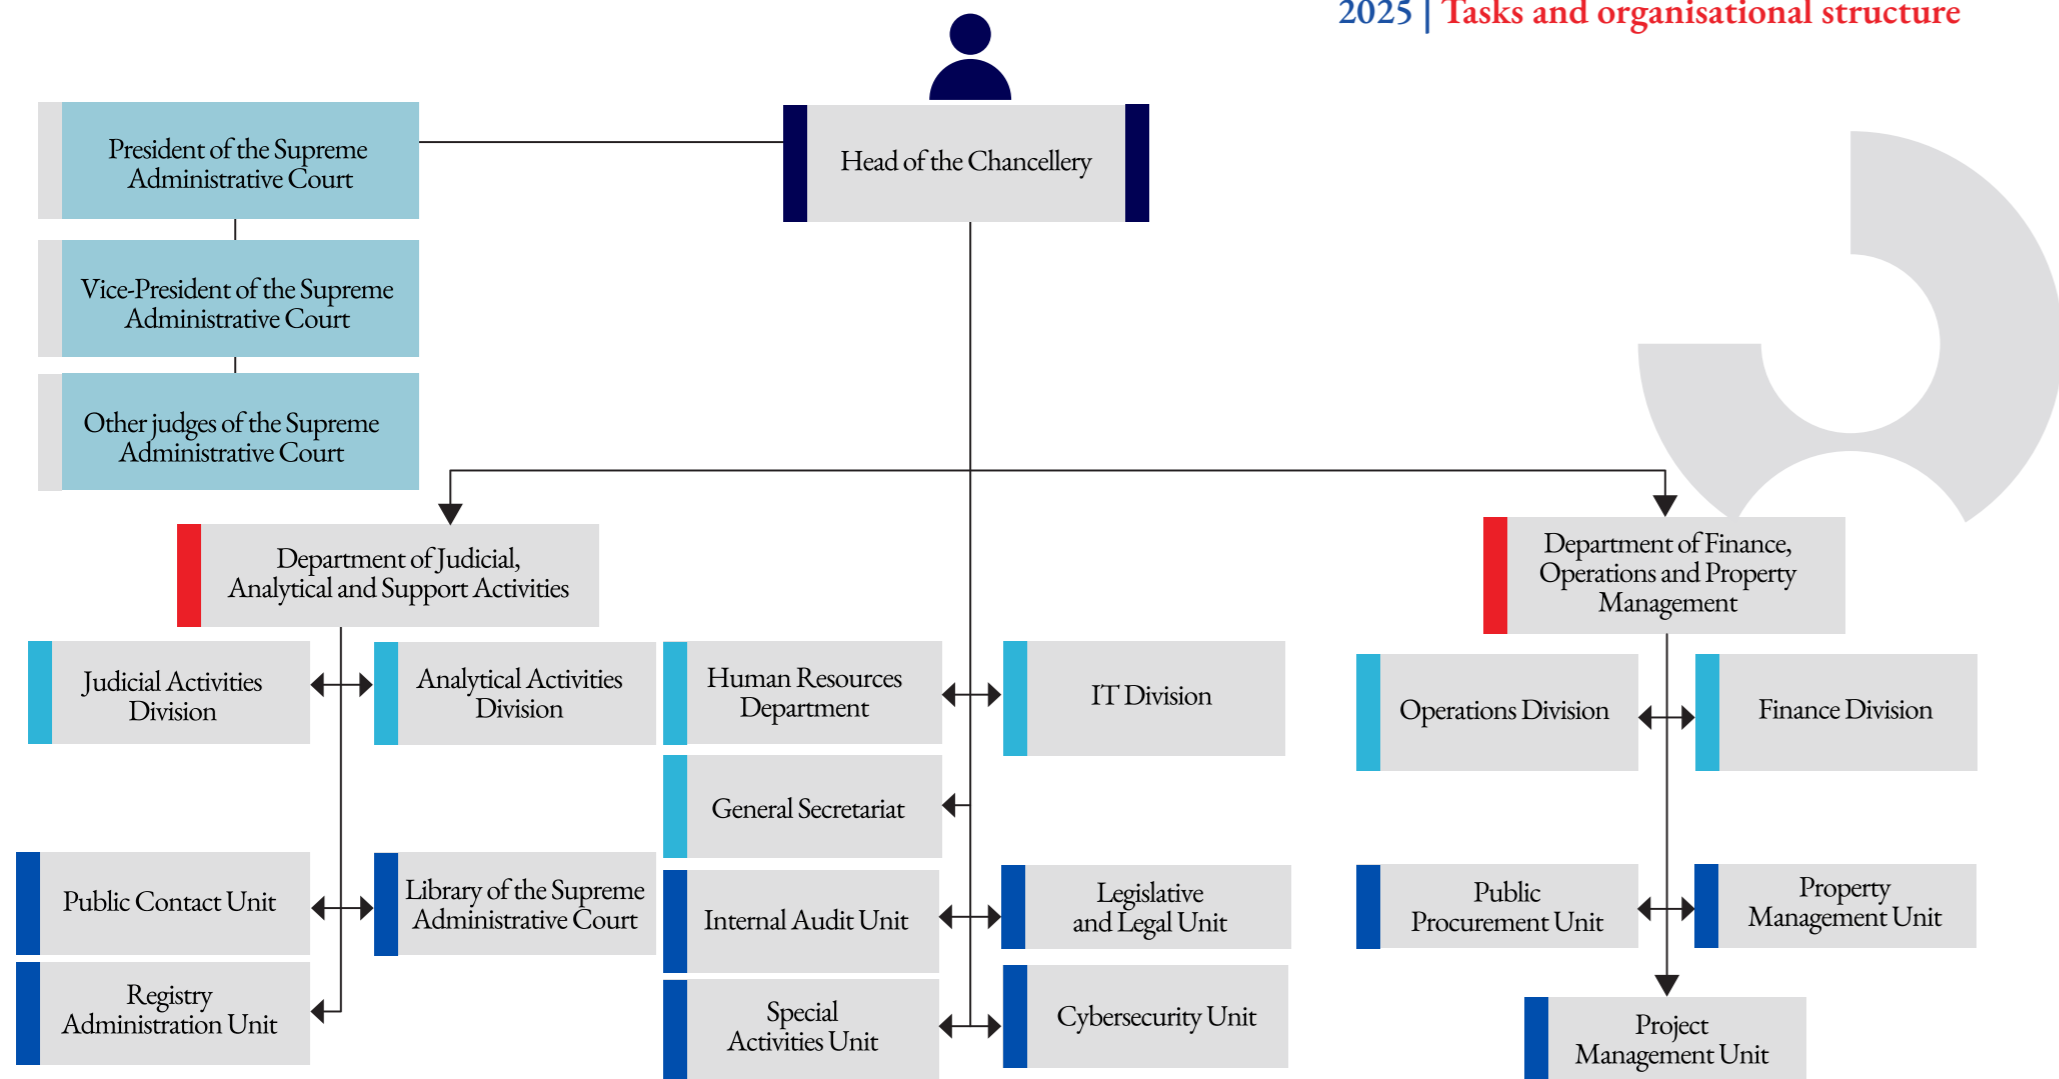 2025 | Tasks and organisational structure
Head of the Chancellery
President of the Supreme
Administrative Court
Vice-President of the Supreme
Administrative Court
Other judges of the Supreme
Administrative Court
Department of Judicial,
Analytical and Support Activities
Department of Finance,
Operations and Property
Management
Judicial Activities
Division
Analytical Activities
Division
Human Resources
Department
IT Division
Operations Division
Finance Division
General Secretariat
Public Contact Unit
Library of the Supreme
Administrative Court
Internal Audit Unit
Legislative
and Legal Unit
Public
Procurement Unit
Property
Management Unit
Registry
Administration Unit
Special
Activities Unit
Cybersecurity Unit
Project
Management Unit